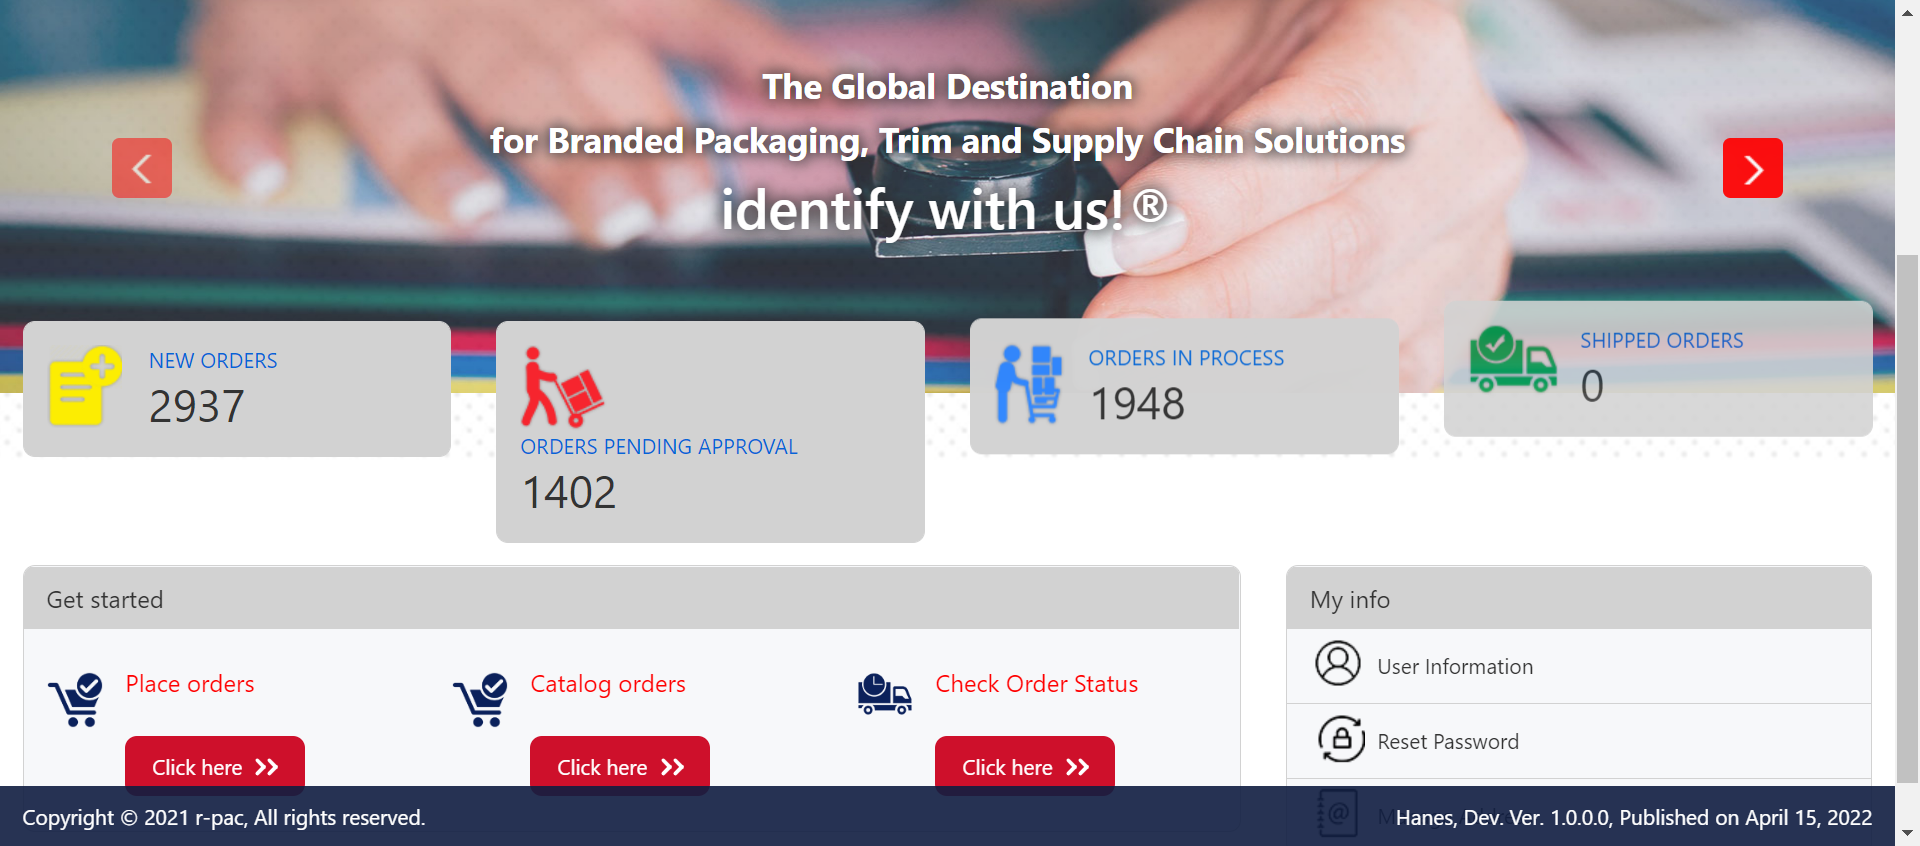 The Global Destination
for Branded Packaging, Trim and Supply Chain Solutions
identify with us!®
NEW ORDERS
2937
ORDERS PENDING APPROVAL
1402
ORDERS IN PROCESS
1948
SHIPPED ORDERS
0
Get started
Place orders
Click here
Catalog orders
Click here
Check Order Status
Click here
My info
User Information
Reset Password
Copyright © 2021 r-pac, All rights reserved.
Hanes, Dev. Ver. 1.0.0.0, Published on April 15, 2022